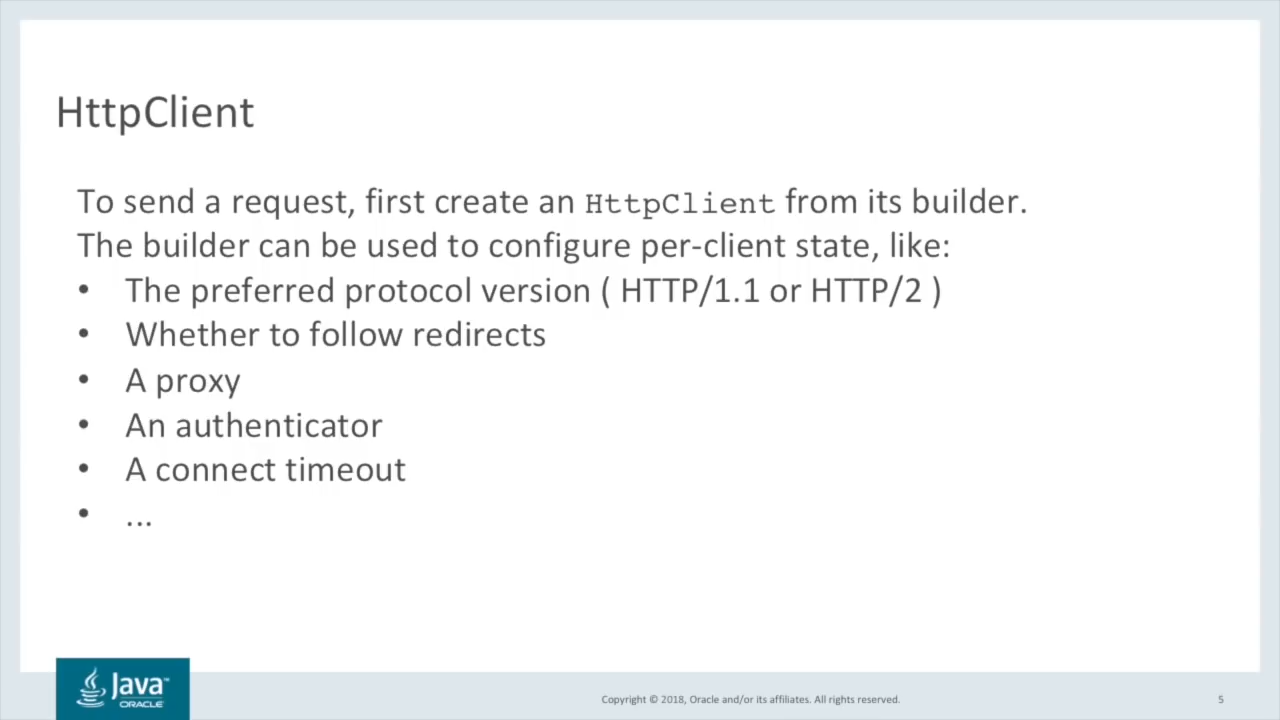 HttpClient
To send a request, first create an HttpClient from its builder.
The builder can be used to configure per-client state, like:
• The preferred protocol version ( HTTP/1.1 or HTTP/2 )
• Whether to follow redirects
• A proxy
• An authenticator
• A connect timeout
• ...
Java™
ORACLE
Copyright © 2018, Oracle and/or its affiliates. All rights reserved.
5